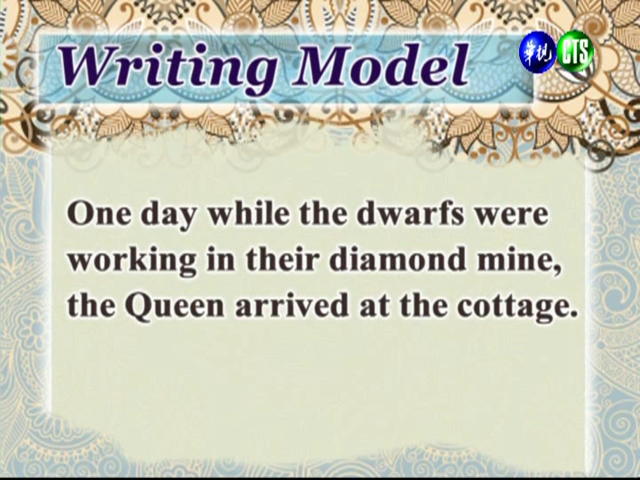 Writing Model
華視 CTS
One day while the dwarfs were
working in their diamond mine,
the Queen arrived at the cottage.